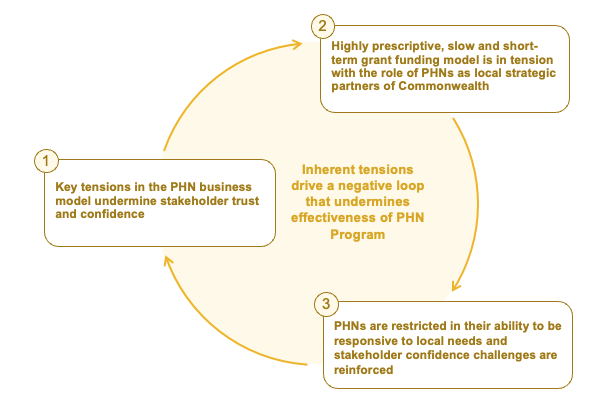 2
Highly prescriptive, slow and short-
term grant funding model is in tension
with the role of PHNs as local strategic
partners of Commonwealth
1
Key tensions in the PHN business
model undermine stakeholder trust
and confidence
Inherent tensions
drive a negative loop
that undermines
effectiveness of PHN
Program
3
PHNs are restricted in their ability to be
responsive to local needs and
stakeholder confidence challenges are
reinforced